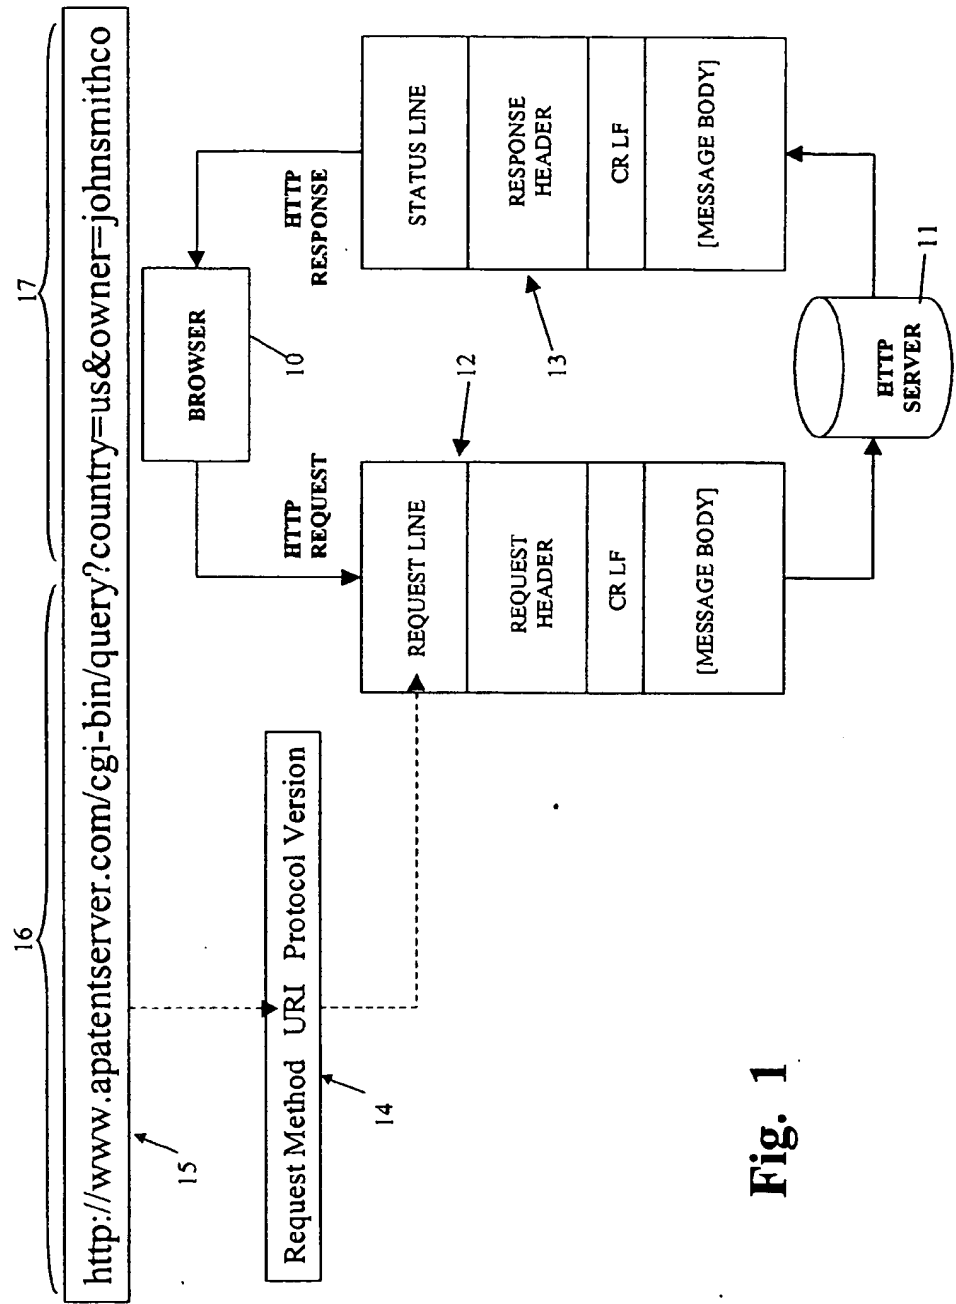 16
17
http://www.apatentserver.com/cgi-bin/query?country=us&owner=johnsmithco
15
Request Method URI Protocol Version
14
BROWSER
10
HTTP
REQUEST
HTTP
RESPONSE
REQUEST LINE
REQUEST
HEADER
CR LF
[MESSAGE BODY]
12
STATUS LINE
RESPONSE
HEADER
CR LF
[MESSAGE BODY]
13
HTTP
SERVER
11
Fig. 1